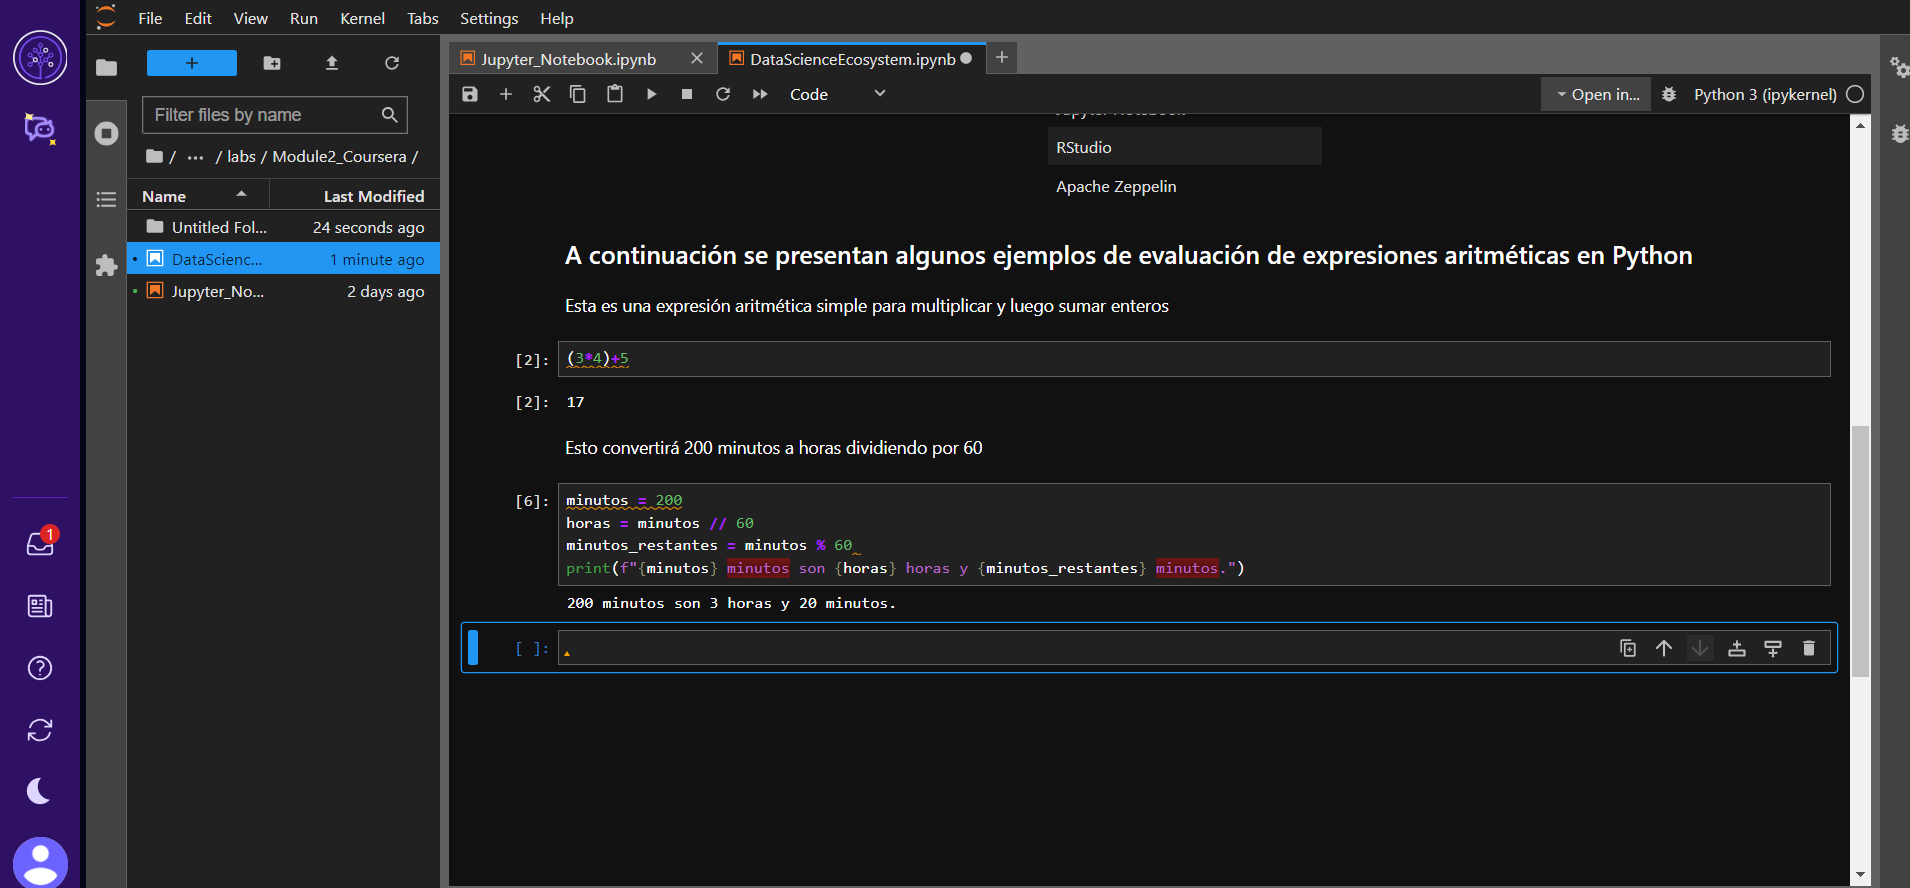 File Edit View Run Kernel Tabs Settings Help
Filter files by name
/ ... / labs / Module2_Coursera /
Name Last Modified
Untitled Fol... 24 seconds ago
DataScienc... 1 minute ago
Jupyter_No... 2 days ago
1
Jupyter_Notebook.ipynb
DataScienceEcosystem.ipynb
Code
Open in...
Python 3 (ipykernel)
Jupyter Notebook
RStudio
Apache Zeppelin
A continuación se presentan algunos ejemplos de evaluación de expresiones aritméticas en Python
Esta es una expresión aritmética simple para multiplicar y luego sumar enteros
[2]: (3*4)+5
[2]: 17
Esto convertirá 200 minutos a horas dividiendo por 60
[6]: minutos = 200
horas = minutos // 60
minutos_restantes = minutos % 60
print(f"{minutos} minutos son {horas} horas y {minutos_restantes} minutos.")
200 minutos son 3 horas y 20 minutos.
[ ]: